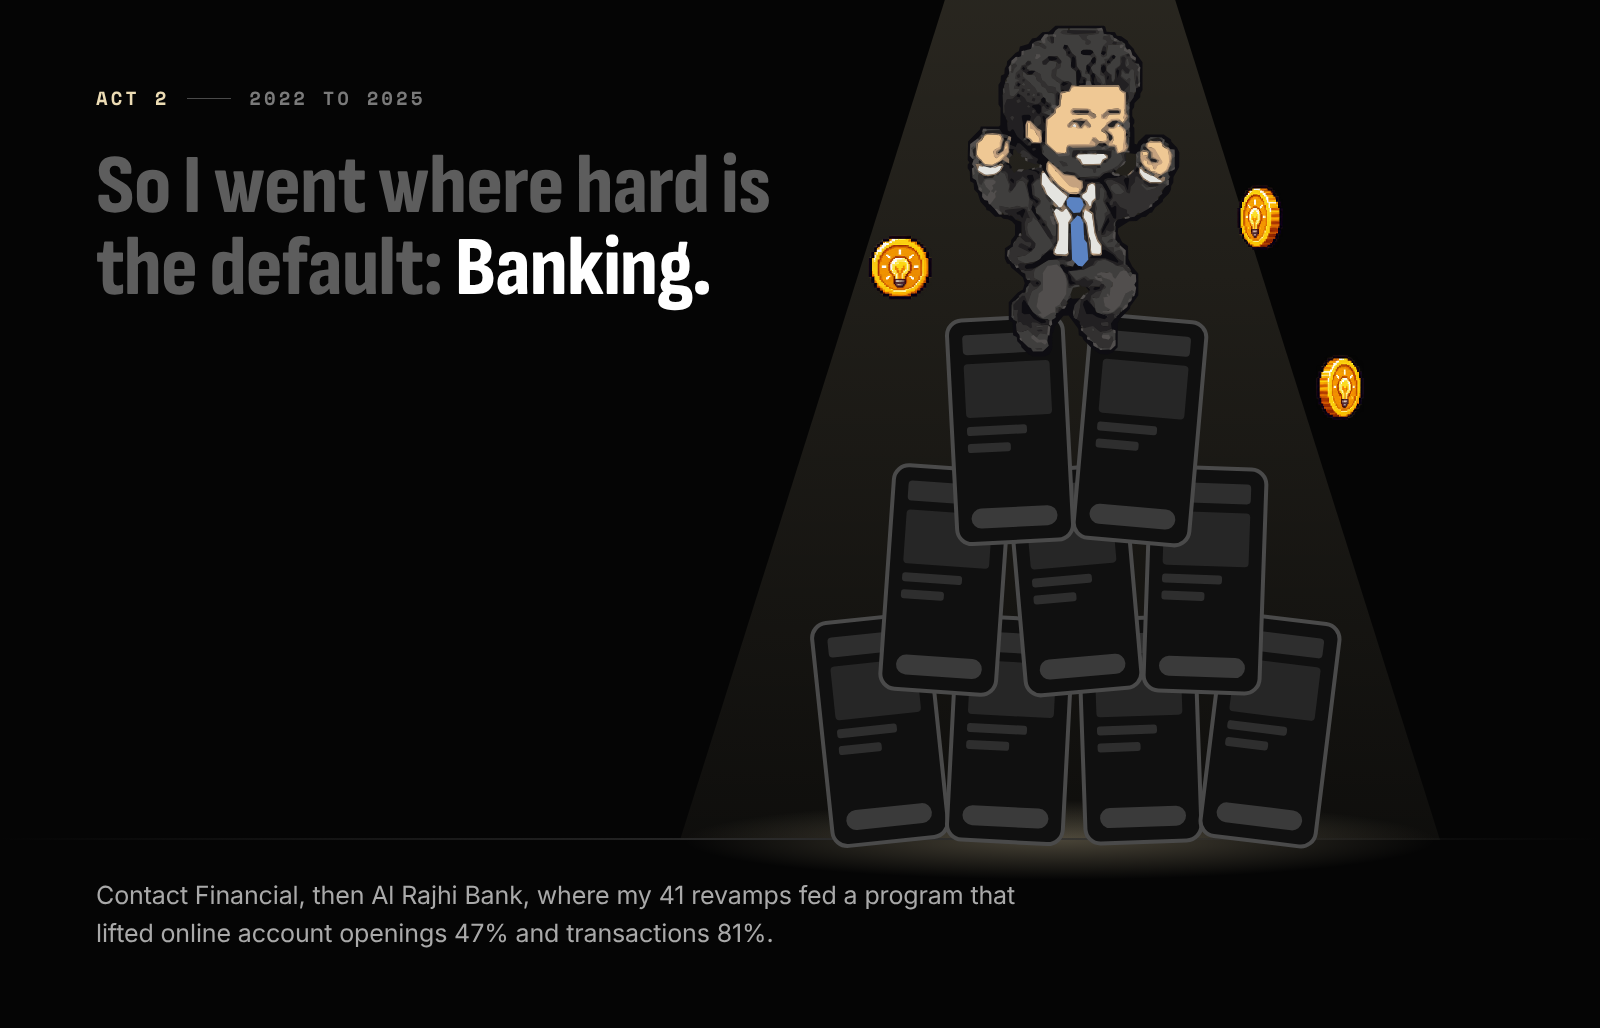 ACT 2 — 2022 TO 2025
So I went where hard is
the default: Banking.
Contact Financial, then Al Rajhi Bank, where my 41 revamps fed a program that
lifted online account openings 47% and transactions 81%.